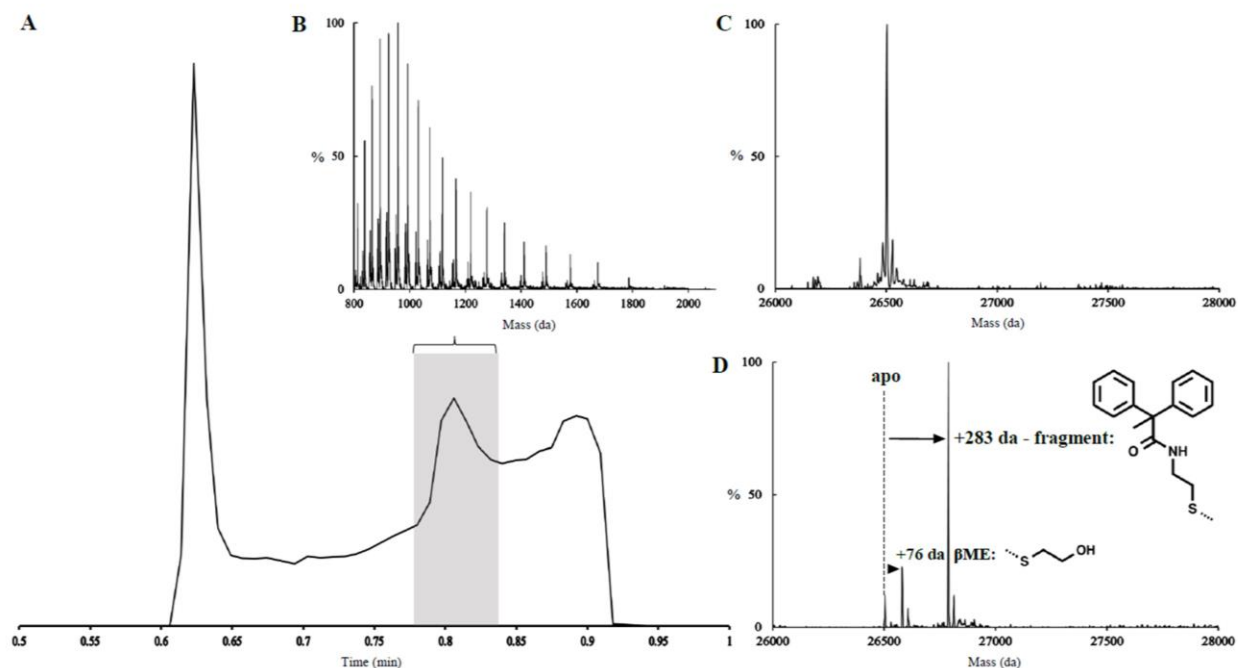 A
B
100
%
50
0
800 1000 1200 1400 1600 1800 2000
Mass (da)
C
100
%
50
0
26000 26500 27000 27500 28000
Mass (da)
0.5 0.55 0.6 0.65 0.7 0.75 0.8 0.85 0.9 0.95 1
Time (min)
D
100
apo
+283 da - fragment:
O
NH
S
%
50
+76 da βME:
S
OH
0
26000 26500 27000 27500 28000
Mass (da)